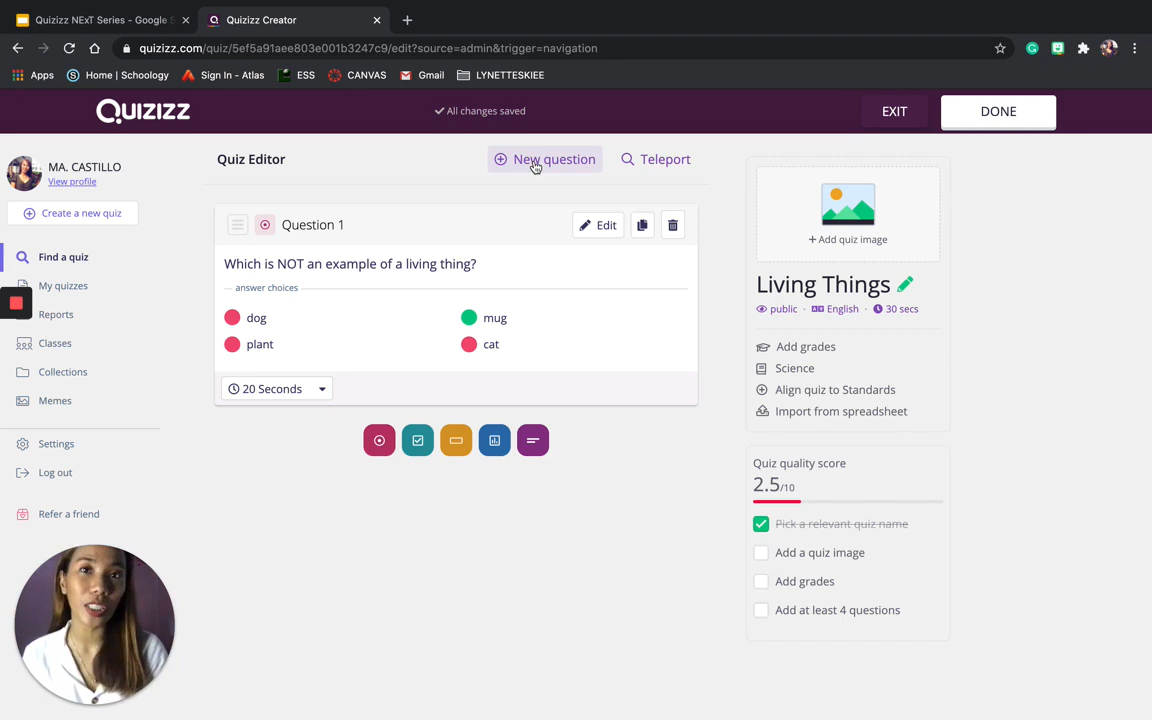 Quizizz NExT Series - Google S
Quizizz Creator
quizizz.com/quiz/5ef5a91aee803e001b3247c9/edit?source=admin&trigger=navigation
Apps
Home | Schoology
Sign In - Atlas
ESS
CANVAS
Gmail
LYNETTESKIEE
QUIZIZZ
All changes saved
EXIT
DONE
MA. CASTILLO
View profile
Create a new quiz
Find a quiz
My quizzes
Reports
Classes
Collections
Memes
Settings
Log out
Refer a friend
Quiz Editor
New question
Teleport
Question 1
Edit
Which is NOT an example of a living thing?
answer choices
dog
mug
plant
cat
20 Seconds
+ Add quiz image
Living Things
public · English · 30 secs
Add grades
Science
Align quiz to Standards
Import from spreadsheet
Quiz quality score
2.5/10
Pick a relevant quiz name
Add a quiz image
Add grades
Add at least 4 questions